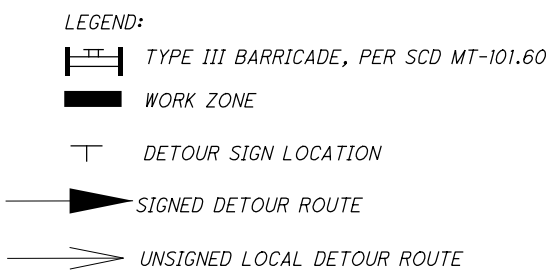 LEGEND:
TYPE III BARRICADE, PER SCD MT-101.60
WORK ZONE
DETOUR SIGN LOCATION
SIGNED DETOUR ROUTE
UNSIGNED LOCAL DETOUR ROUTE